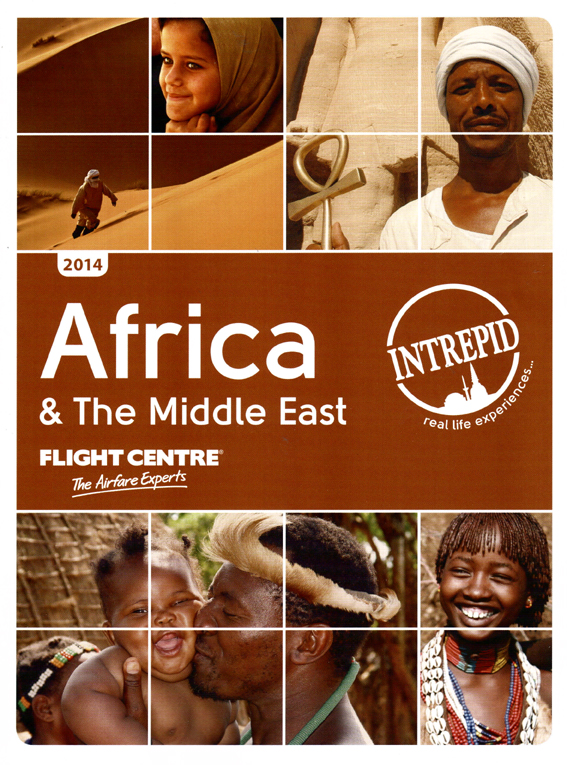 2014
Africa
& The Middle East
FLIGHT CENTRE®
The Airfare Experts
INTREPID
real life experiences...